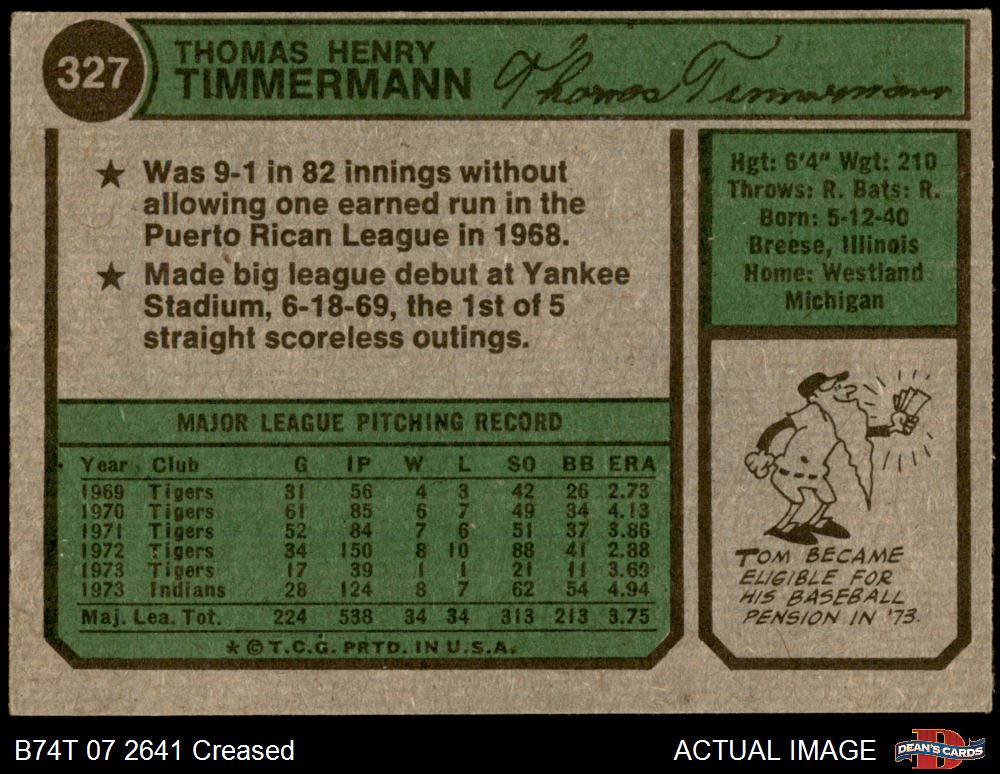 327
THOMAS HENRY
TIMMERMANN
Thomas Timmermann
★ Was 9-1 in 82 innings without
allowing one earned run in the
Puerto Rican League in 1968.
★ Made big league debut at Yankee
Stadium, 6-18-69, the 1st of 5
straight scoreless outings.
Hgt: 6'4" Wgt: 210
Throws: R. Bats: R.
Born: 5-12-40
Breese, Illinois
Home: Westland
Michigan
MAJOR LEAGUE PITCHING RECORD
Year Club G IP W L SO BB ERA
1969 Tigers 31 56 4 3 42 26 2.73
1970 Tigers 61 85 6 7 49 34 4.13
1971 Tigers 52 84 7 6 51 37 3.86
1972 Tigers 34 150 8 10 88 41 2.88
1973 Tigers 17 39 1 1 21 11 3.69
1973 Indians 28 124 8 7 62 54 4.94
Maj. Lea. Tot. 224 538 34 34 313 213 3.75
* © T.C.G. PRTD. IN U.S.A.
TOM BECAME
ELIGIBLE FOR
HIS BASEBALL
PENSION IN '73.
B74T 07 2641 Creased
ACTUAL IMAGE
D
DEAN'S CARDS